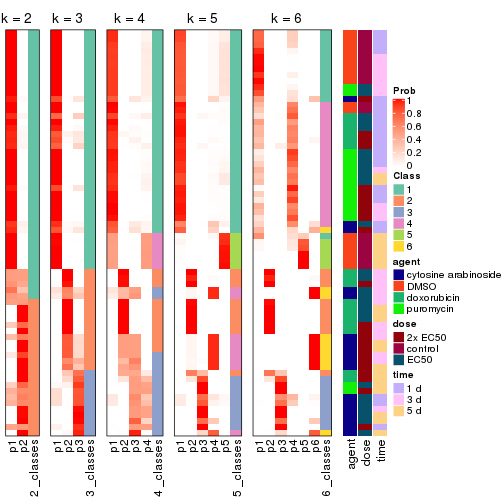 k = 2
k = 3
k = 4
k = 5
k = 6
p1
p2
2_classes
p1
p2
p3
3_classes
p1
p2
p3
p4
4_classes
p1
p2
p3
p4
p5
5_classes
p1
p2
p3
p4
p5
p6
6_classes
agent
dose
time
Prob
1
0.8
0.6
0.4
0.2
0
Class
1
2
3
4
5
6
agent
cytosine arabinoside
DMSO
doxorubicin
puromycin
dose
2x EC50
control
EC50
time
1 d
3 d
5 d